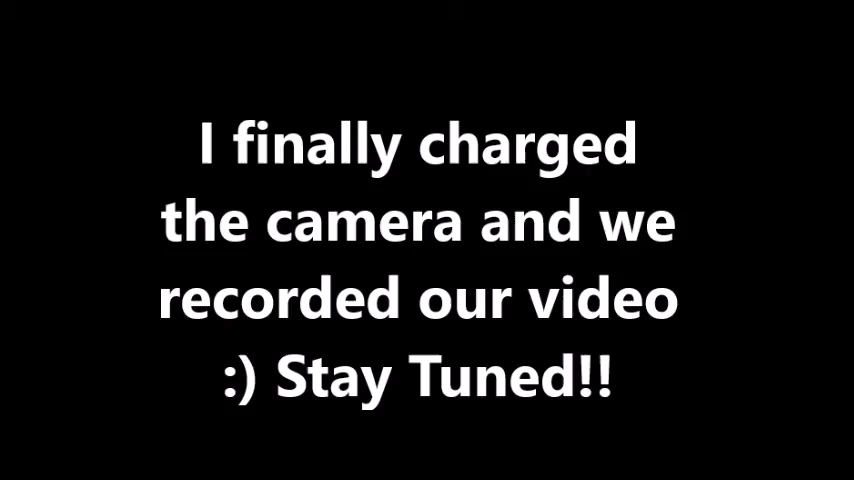 I finally charged
the camera and we
recorded our video
:) Stay Tuned!!